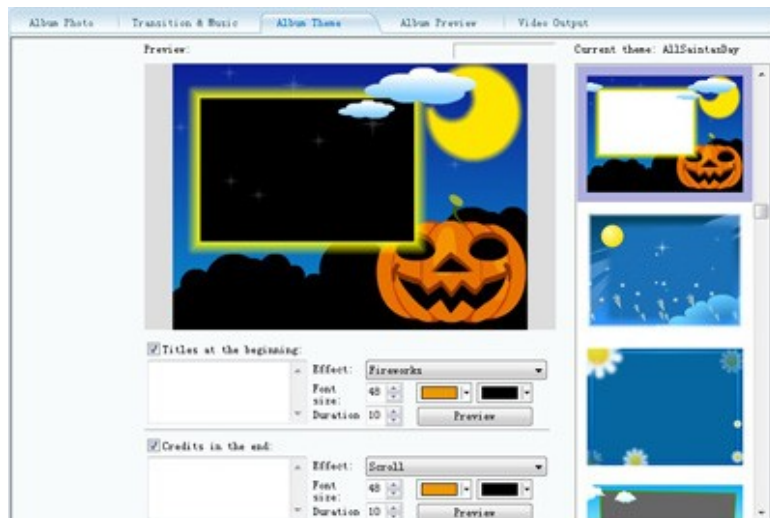 Album Photo Transition & Music Album Theme Album Preview Video Output
Preview:
Current theme: AllSaintasDay
Titles at the beginning:
Effect: Fireworks
Font size: 48
Duration 10 Preview
Credits in the end:
Effect: Scroll
Font size: 48
Duration 10 Preview